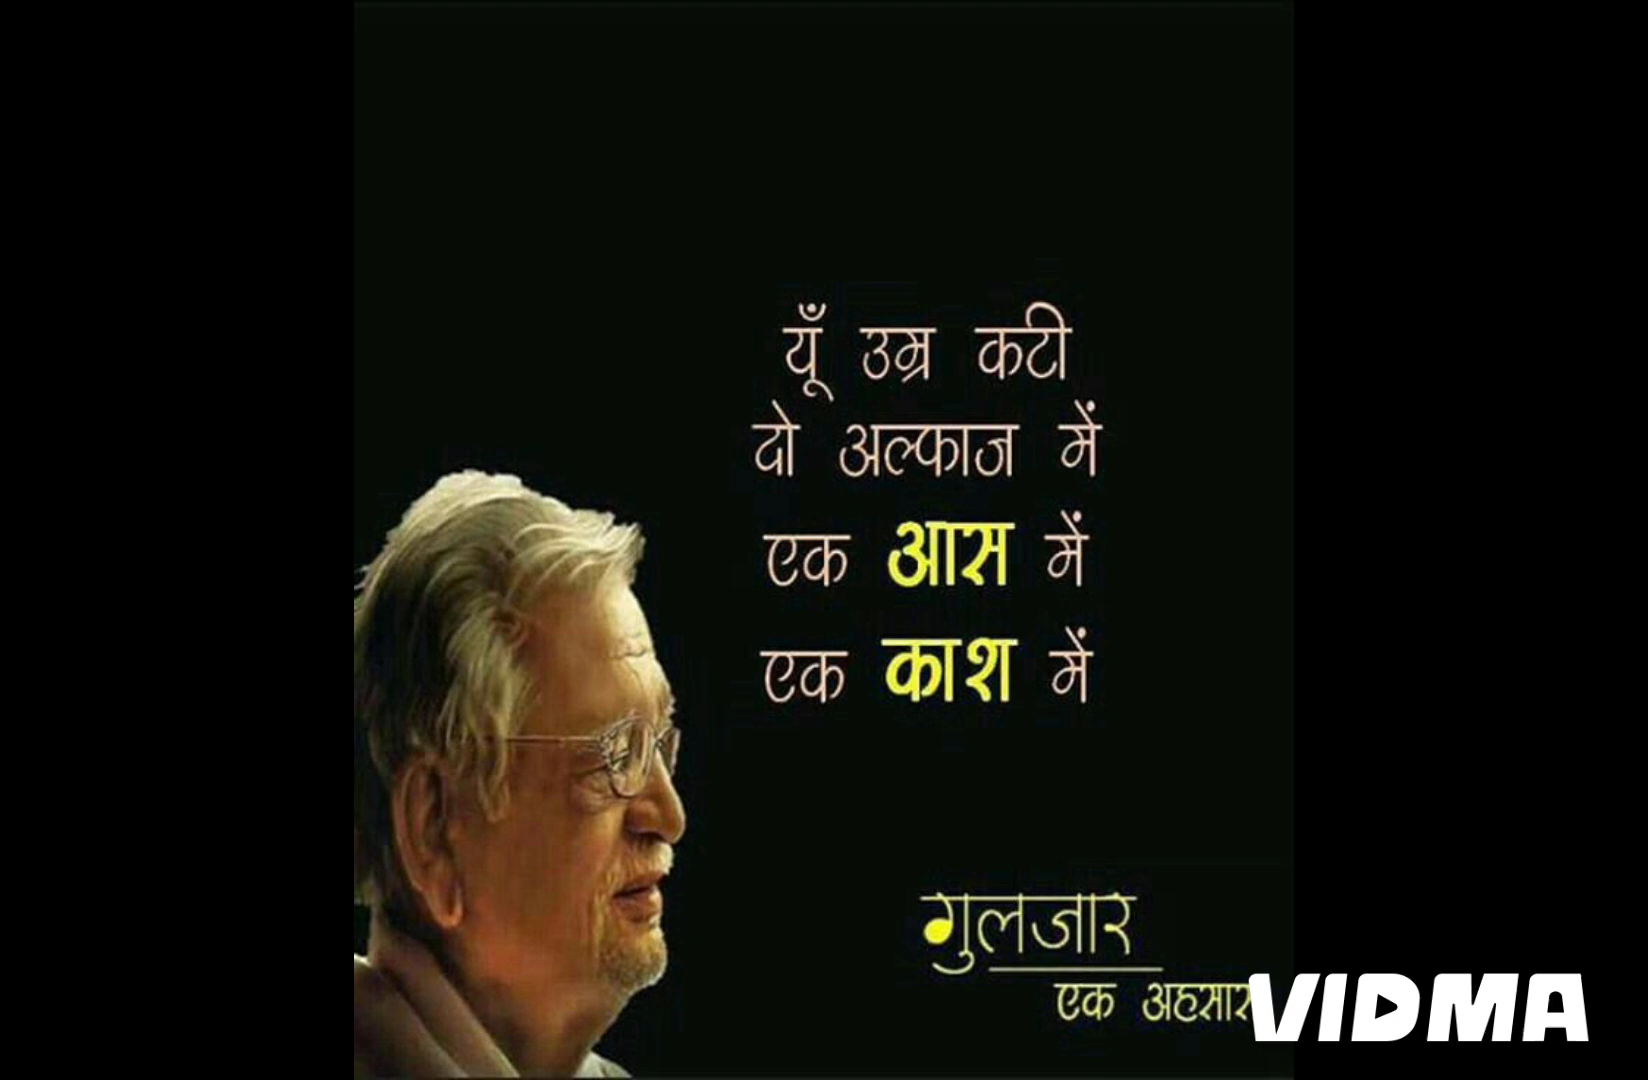 यूँ उम्र कटी
दो अल्फाज में
एक आस में
एक काश में
गुलजार
एक अहसास
VIDMA